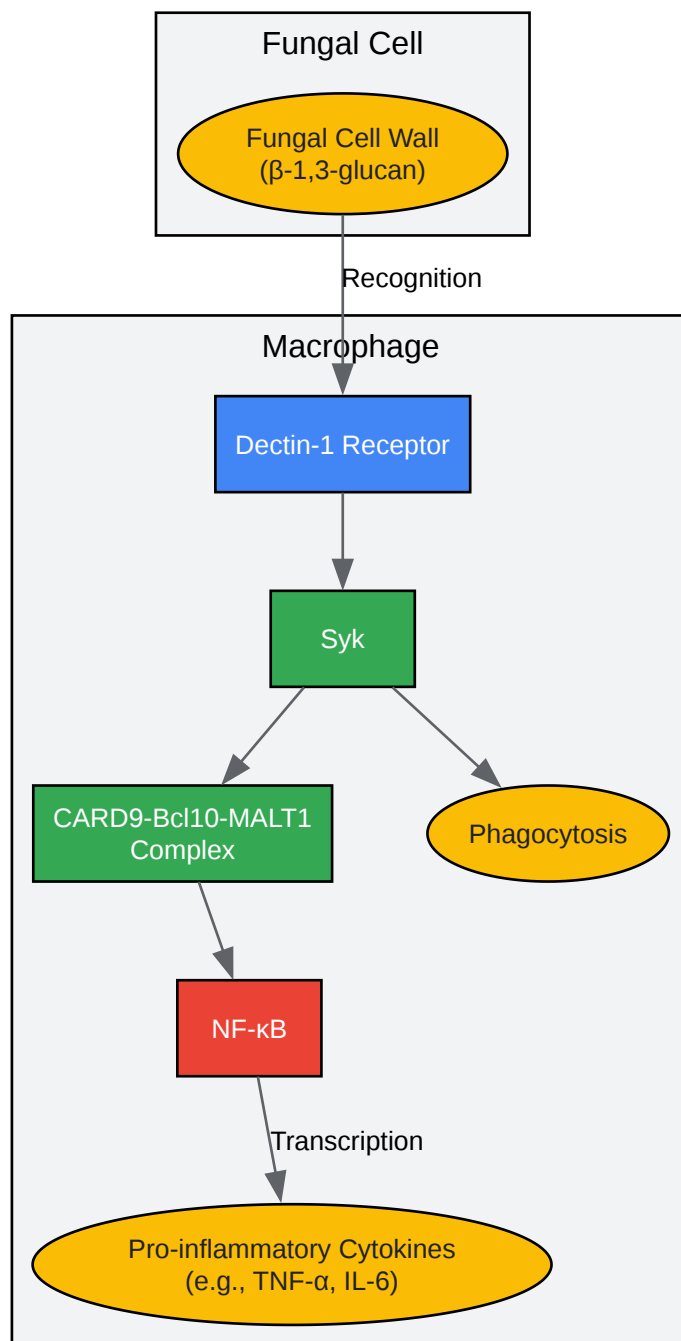 Fungal Cell
Fungal Cell Wall
(β-1,3-glucan)
Recognition
Macrophage
Dectin-1 Receptor
Syk
CARD9-Bcl10-MALT1
Complex
Phagocytosis
NF-κB
Transcription
Pro-inflammatory Cytokines
(e.g., TNF-α, IL-6)